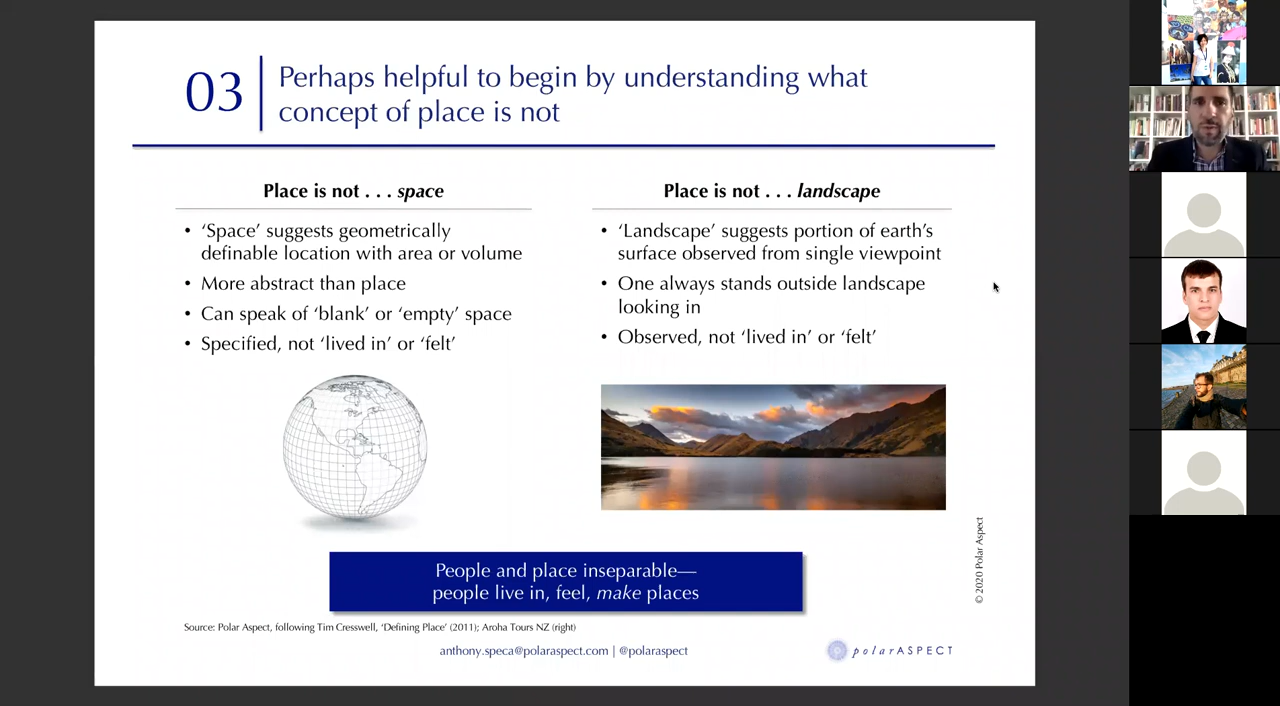 03
Perhaps helpful to begin by understanding what
concept of place is not
Place is not . . . space
• ‘Space’ suggests geometrically
definable location with area or volume
• More abstract than place
• Can speak of ‘blank’ or ‘empty’ space
• Specified, not ‘lived in’ or ‘felt’
Place is not . . . landscape
• ‘Landscape’ suggests portion of earth’s
surface observed from single viewpoint
• One always stands outside landscape
looking in
• Observed, not ‘lived in’ or ‘felt’
People and place inseparable—
people live in, feel, make places
© 2020 Polar Aspect
Source: Polar Aspect, following Tim Cresswell, ‘Defining Place’ (2011); Aroha Tours NZ (right)
anthony.speca@polaraspect.com | @polaraspect
polarASPECT